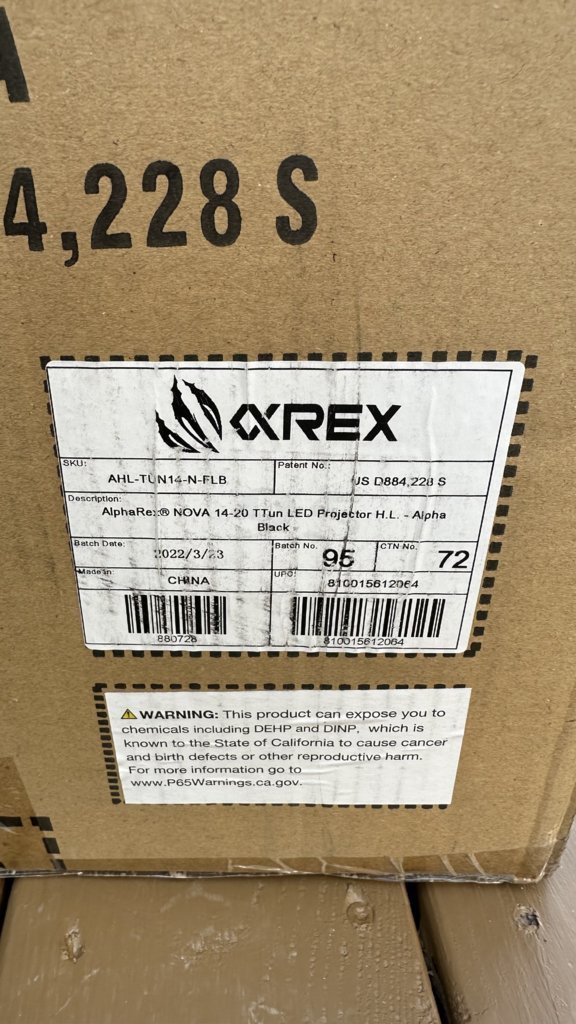 A
4,228 S
αREX
SKU:
AHL-TUN14-N-FLB
Patent No.:
US D884,228 S
Description:
AlphaRex® NOVA 14-20 TTun LED Projector H.L. - Alpha
Black
Batch Date:
2022/3/23
Batch No.
95
CTN No.
72
Made in:
CHINA
UPC:
810015612064
880728
810015612064
⚠ WARNING: This product can expose you to
chemicals including DEHP and DINP, which is
known to the State of California to cause cancer
and birth defects or other reproductive harm.
For more information go to
www.P65Warnings.ca.gov.